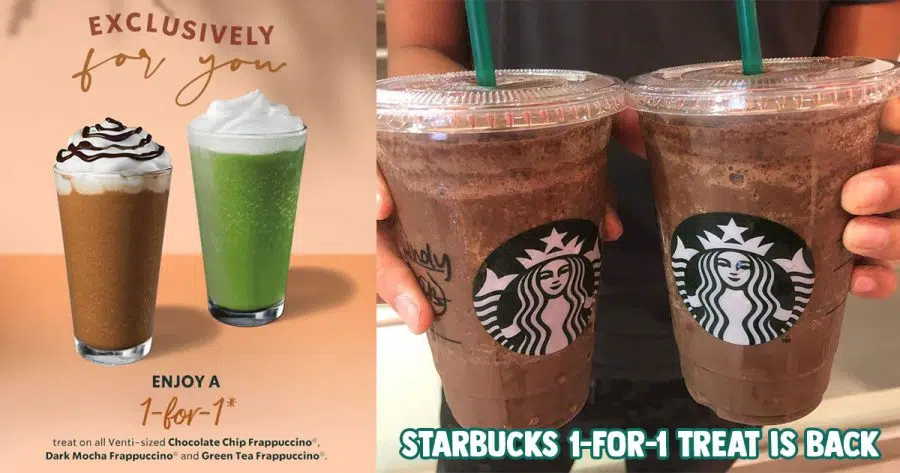 EXCLUSIVELY
for you
ENJOY A
1-for-1*
treat on all Venti-sized Chocolate Chip Frappuccino®,
Dark Mocha Frappuccino® and Green Tea Frappuccino®.
STARBUCKS 1-FOR-1 TREAT IS BACK